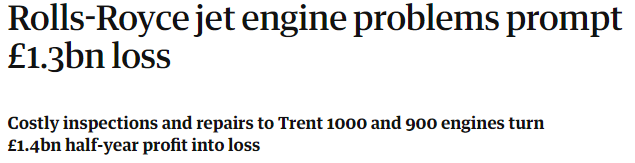 Rolls-Royce jet engine problems prompt
£1.3bn loss
Costly inspections and repairs to Trent 1000 and 900 engines turn
£1.4bn half-year profit into loss